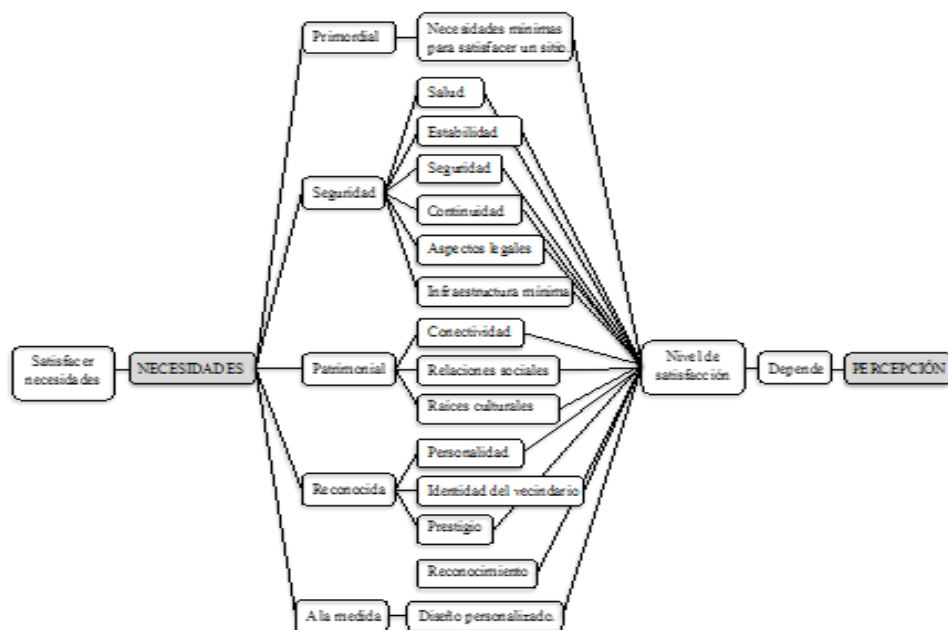 Primordial
Necesidades mínimas
para satisfacer un sitio.
Salud
Estabilidad
Seguridad
Seguridad
Continuidad
Aspectos legales
Infraestructura mínima
Satisfacer
necesidades
NECESIDADES
Patrimonial
Conectividad
Relaciones sociales
Raíces culturales
Nivel de
satisfacción
Depende
PERCEPCIÓN
Reconocida
Personalidad
Identidad del vecindario
Prestigio
Reconocimiento
A la medida
Diseño personalizado.